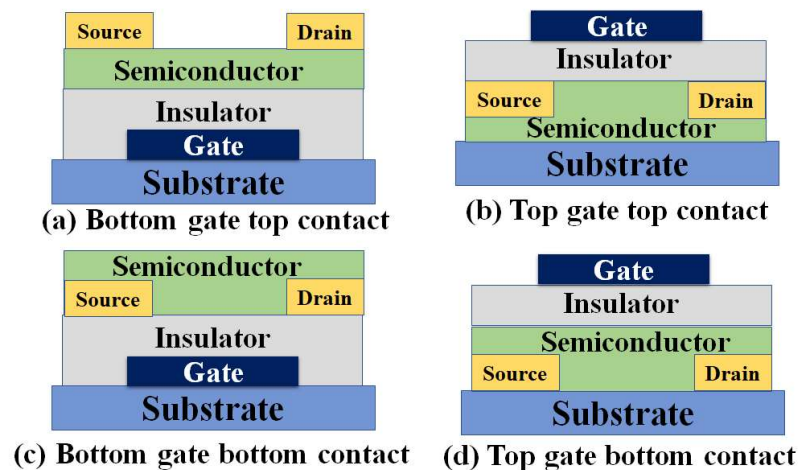 Source Drain
Semiconductor
Insulator
Gate
Substrate
(a) Bottom gate top contact
Gate
Insulator
Source Drain
Semiconductor
Substrate
(b) Top gate top contact
Semiconductor
Source Drain
Insulator
Gate
Substrate
(c) Bottom gate bottom contact
Gate
Insulator
Semiconductor
Source Drain
Substrate
(d) Top gate bottom contact